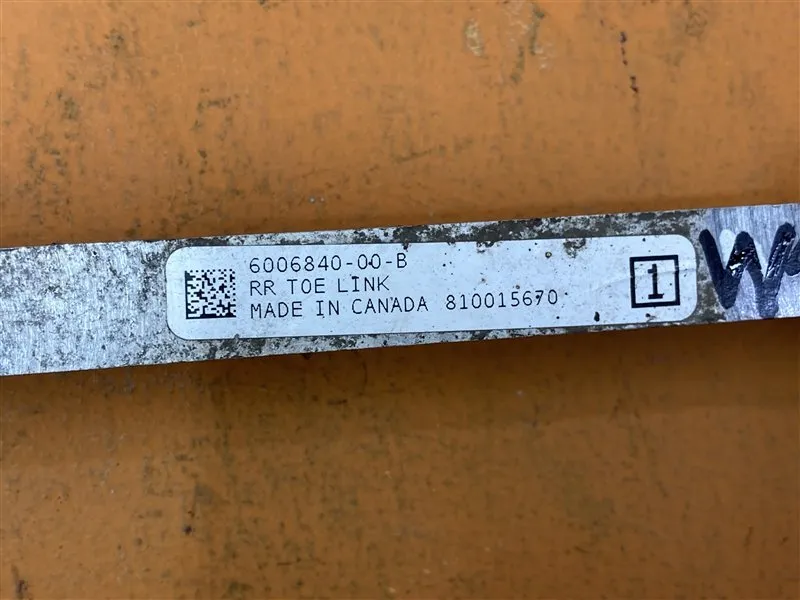 6006840-00-B
RR TOE LINK
MADE IN CANADA 810015670
1